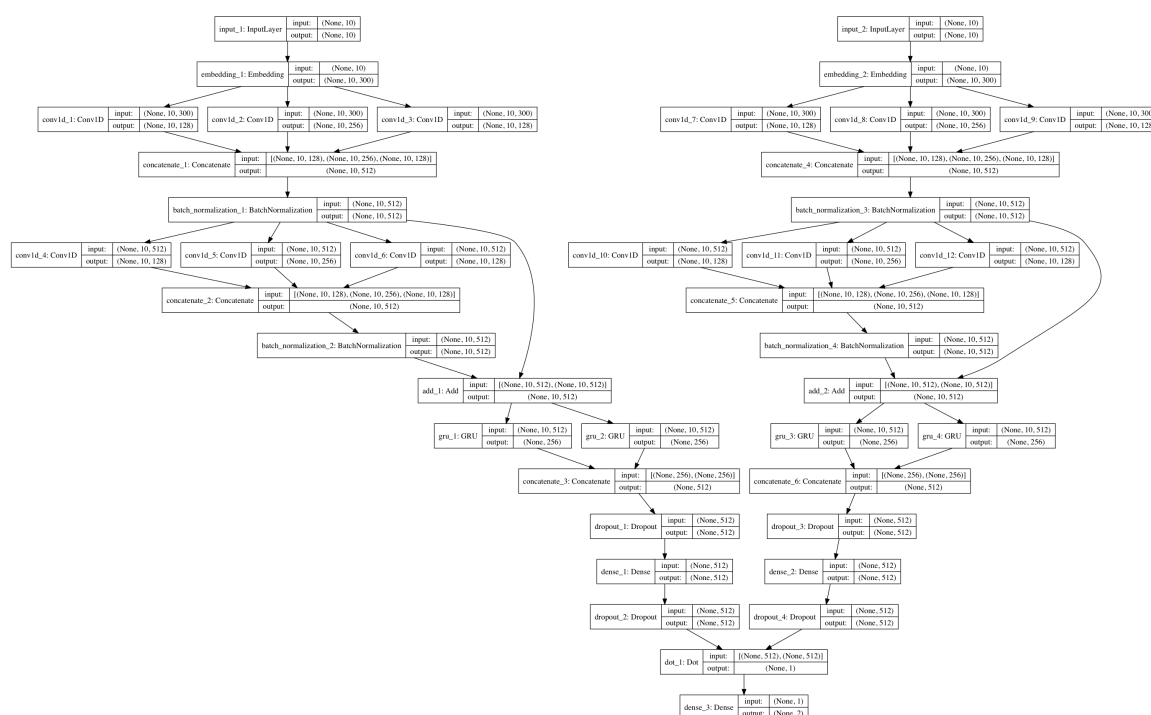 input_1: InputLayer input: (None, 10) output: (None, 10)
input_2: InputLayer input: (None, 10) output: (None, 10)
embedding_1: Embedding input: (None, 10) output: (None, 10, 300)
embedding_2: Embedding input: (None, 10) output: (None, 10, 300)
conv1d_1: Conv1D input: (None, 10, 300) output: (None, 10, 128)
conv1d_2: Conv1D input: (None, 10, 300) output: (None, 10, 256)
conv1d_3: Conv1D input: (None, 10, 300) output: (None, 10, 128)
conv1d_7: Conv1D input: (None, 10, 300) output: (None, 10, 128)
conv1d_8: Conv1D input: (None, 10, 300) output: (None, 10, 256)
conv1d_9: Conv1D input: (None, 10, 300 output: (None, 10, 128
concatenate_1: Concatenate input: [(None, 10, 128), (None, 10, 256), (None, 10, 128)] output: (None, 10, 512)
concatenate_4: Concatenate input: [(None, 10, 128), (None, 10, 256), (None, 10, 128)] output: (None, 10, 512)
batch_normalization_1: BatchNormalization input: (None, 10, 512) output: (None, 10, 512)
batch_normalization_3: BatchNormalization input: (None, 10, 512) output: (None, 10, 512)
conv1d_4: Conv1D input: (None, 10, 512) output: (None, 10, 128)
conv1d_5: Conv1D input: (None, 10, 512) output: (None, 10, 256)
conv1d_6: Conv1D input: (None, 10, 512) output: (None, 10, 128)
conv1d_10: Conv1D input: (None, 10, 512) output: (None, 10, 128)
conv1d_11: Conv1D input: (None, 10, 512) output: (None, 10, 256)
conv1d_12: Conv1D input: (None, 10, 512) output: (None, 10, 128)
concatenate_2: Concatenate input: [(None, 10, 128), (None, 10, 256), (None, 10, 128)] output: (None, 10, 512)
concatenate_5: Concatenate input: [(None, 10, 128), (None, 10, 256), (None, 10, 128)] output: (None, 10, 512)
batch_normalization_2: BatchNormalization input: (None, 10, 512) output: (None, 10, 512)
batch_normalization_4: BatchNormalization input: (None, 10, 512) output: (None, 10, 512)
add_1: Add input: [(None, 10, 512), (None, 10, 512)] output: (None, 10, 512)
add_2: Add input: [(None, 10, 512), (None, 10, 512)] output: (None, 10, 512)
gru_1: GRU input: (None, 10, 512) output: (None, 256)
gru_2: GRU input: (None, 10, 512) output: (None, 256)
gru_3: GRU input: (None, 10, 512) output: (None, 256)
gru_4: GRU input: (None, 10, 512) output: (None, 256)
concatenate_3: Concatenate input: [(None, 256), (None, 256)] output: (None, 512)
concatenate_6: Concatenate input: [(None, 256), (None, 256)] output: (None, 512)
dropout_1: Dropout input: (None, 512) output: (None, 512)
dropout_3: Dropout input: (None, 512) output: (None, 512)
dense_1: Dense input: (None, 512) output: (None, 512)
dense_2: Dense input: (None, 512) output: (None, 512)
dropout_2: Dropout input: (None, 512) output: (None, 512)
dropout_4: Dropout input: (None, 512) output: (None, 512)
dot_1: Dot input: [(None, 512), (None, 512)] output: (None, 1)
dense_3: Dense input: (None, 1) output: (None, 2)